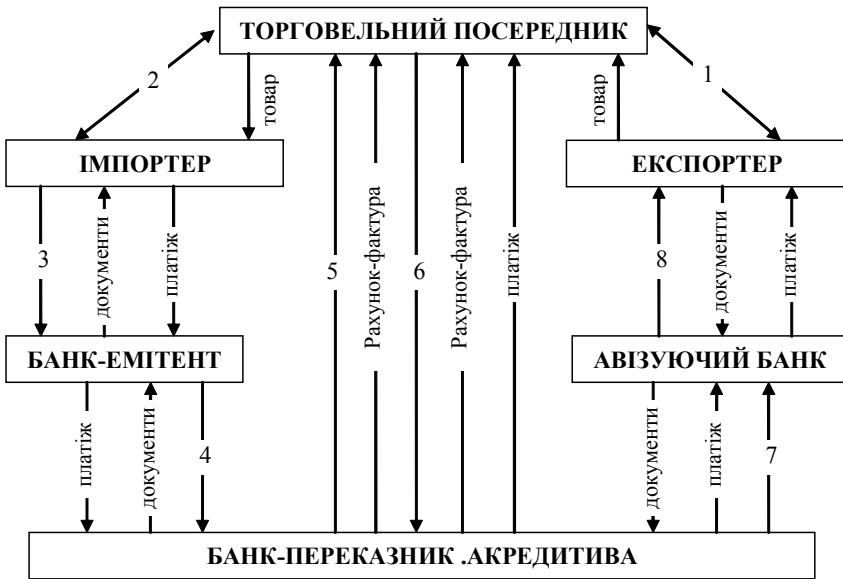 ТОРГОВЕЛЬНИЙ ПОСЕРЕДНИК
2
товар
товар
1
ІМПОРТЕР
ЕКСПОРТЕР
3
документи
платіж
5
Рахунок-фактура
6
Рахунок-фактура
платіж
8
документи
платіж
БАНК-ЕМІТЕНТ
АВІЗУЮЧИЙ БАНК
платіж
документи
4
документи
платіж
7
БАНК-ПЕРЕКАЗНИК .АКРЕДИТИВА